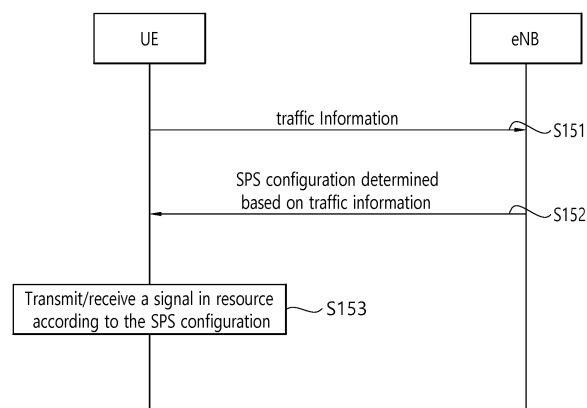 UE
eNB
traffic Information
S151
SPS configuration determined
based on traffic information
S152
Transmit/receive a signal in resource
according to the SPS configuration
S153